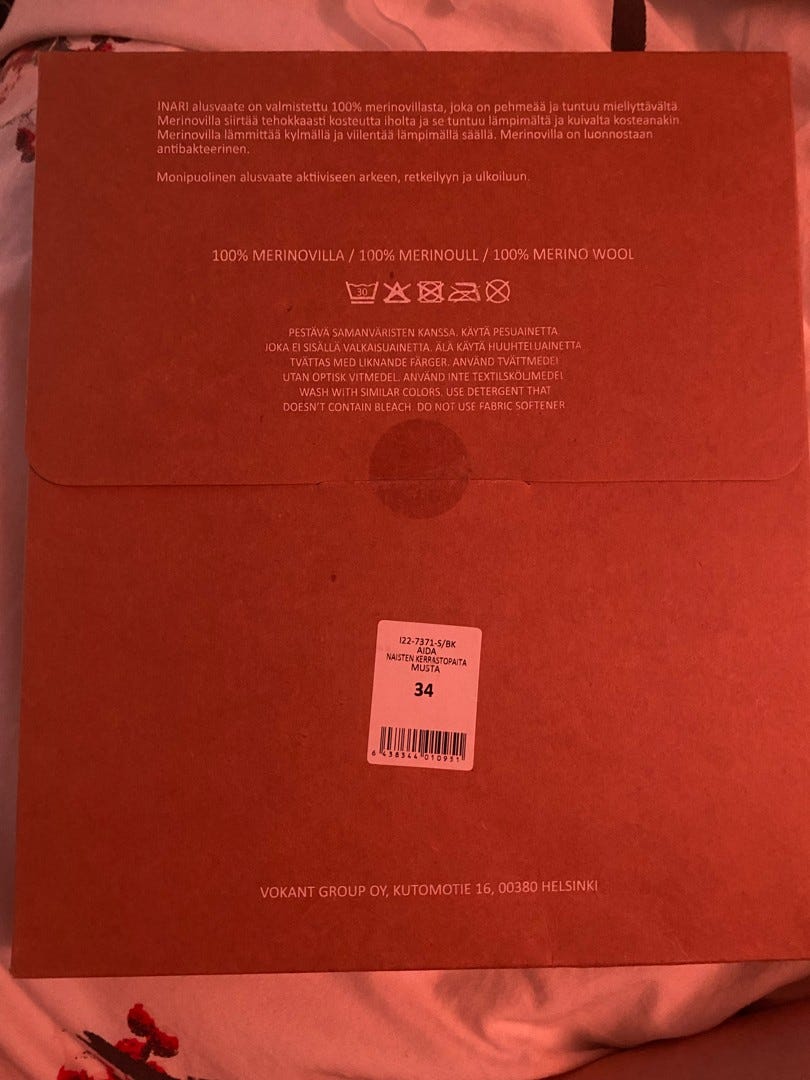 INARI alusvaate on valmistettu 100% merinovillasta, joka on pehmeää ja tuntuu miellyttävältä.
Merinovilla siirtää tehokkaasti kosteutta iholta ja se tuntuu lämpimältä ja kuivalta kosteanakin.
Merinovilla lämmittää kylmällä ja viilentää lämpimällä säällä. Merinovilla on luonnostaan
antibakteerinen.
Monipuolinen alusvaate aktiiviseen arkeen, retkeilyyn ja ulkoiluun.
100% MERINOVILLA / 100% MERINOULL / 100% MERINO WOOL
30
PESTÄVÄ SAMANVÄRISTEN KANSSA. KÄYTÄ PESUAINETTA
JOKA EI SISÄLLÄ VALKAISUAINETTA. ÄLÄ KÄYTÄ HUUHTELUAINETTA
TVÄTTAS MED LIKNANDE FÄRGER. ANVÄND TVÄTTMEDEL
UTAN OPTISK VITMEDEL. ANVÄND INTE TEXTILSKÖLJMEDEL
WASH WITH SIMILAR COLORS. USE DETERGENT THAT
DOESN'T CONTAIN BLEACH. DO NOT USE FABRIC SOFTENER
I22-7371-S/BK
AIDA
NAISTEN KERRASTOPAITA
MUSTA
34
6 438344 010931
VOKANT GROUP OY, KUTOMOTIE 16, 00380 HELSINKI